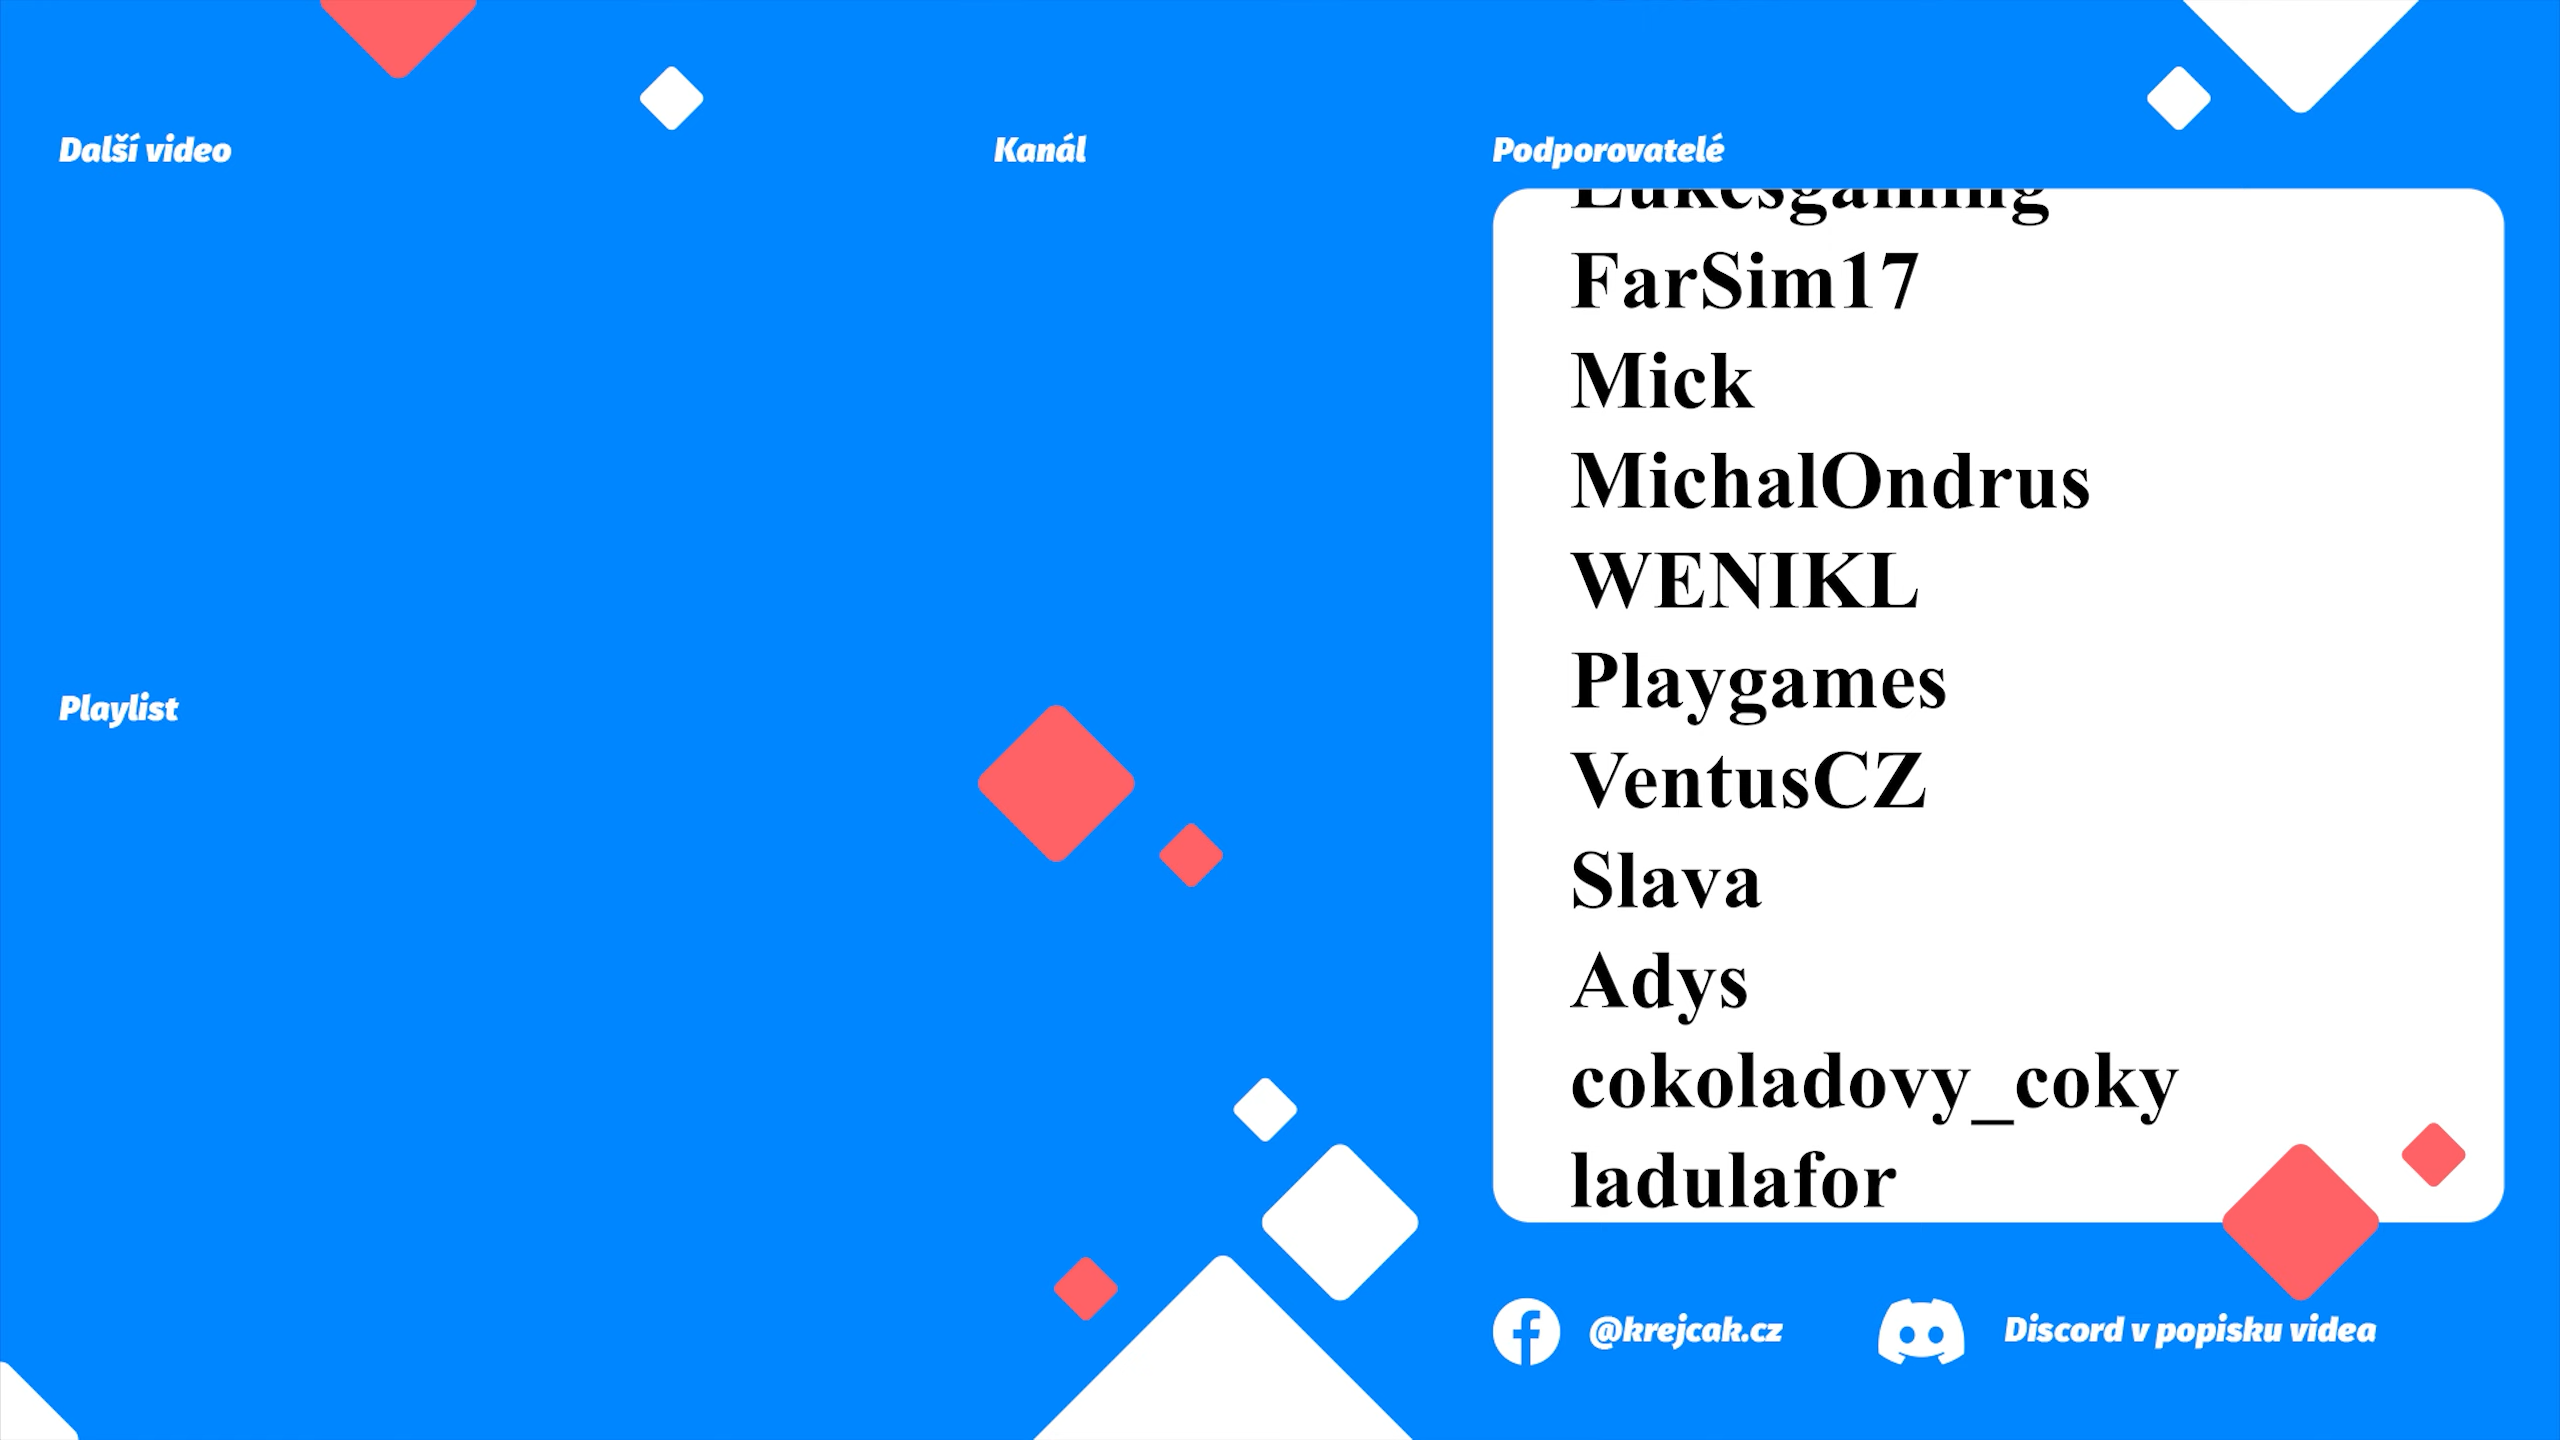 Další video
Kanál
Podporovatelé
Lukesgaming
FarSim17
Mick
MichalOndrus
WENIKL
Playgames
VentusCZ
Slava
Adys
cokoladovy_coky
ladulafor
Playlist
@krejcak.cz
Discord v popisku videa